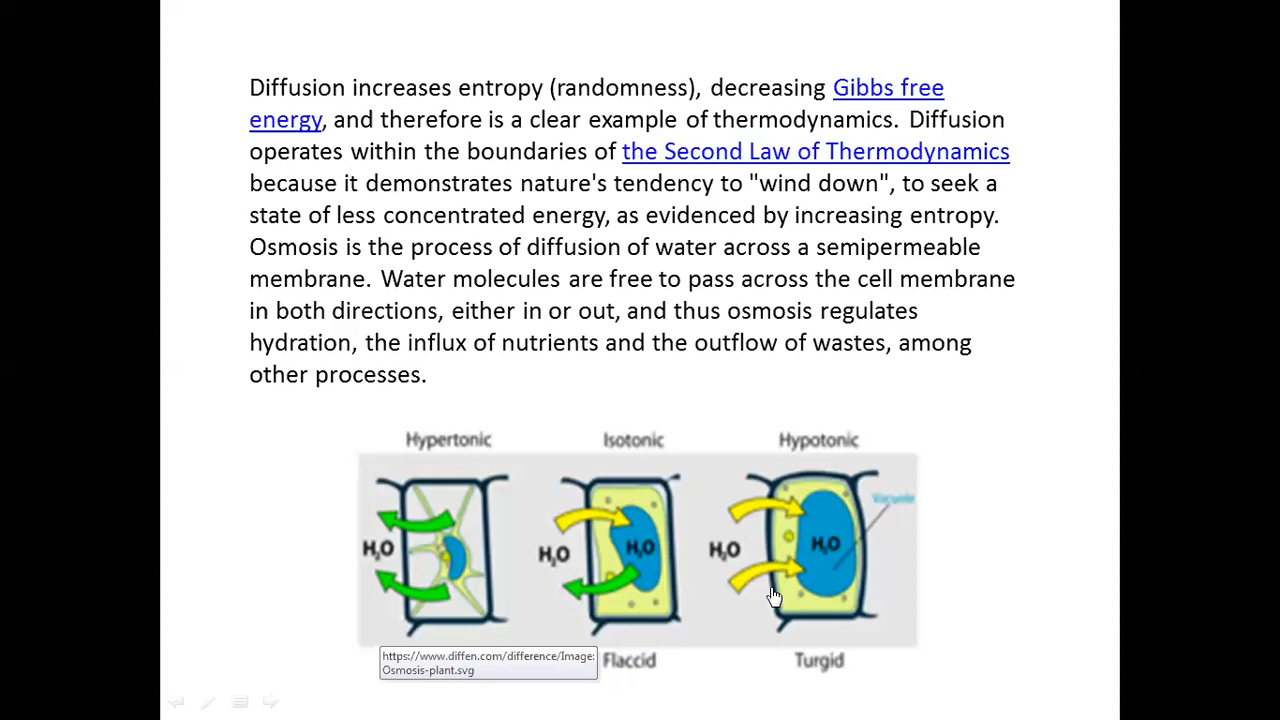 Diffusion increases entropy (randomness), decreasing Gibbs free
energy, and therefore is a clear example of thermodynamics. Diffusion
operates within the boundaries of the Second Law of Thermodynamics
because it demonstrates nature's tendency to "wind down", to seek a
state of less concentrated energy, as evidenced by increasing entropy.
Osmosis is the process of diffusion of water across a semipermeable
membrane. Water molecules are free to pass across the cell membrane
in both directions, either in or out, and thus osmosis regulates
hydration, the influx of nutrients and the outflow of wastes, among
other processes.
Hypertonic Isotonic Hypotonic
Vacuole
H₂O H₂O H₂O H₂O H₂O
https://www.diffen.com/difference/Image:
Osmosis-plant.svg
Flaccid Turgid